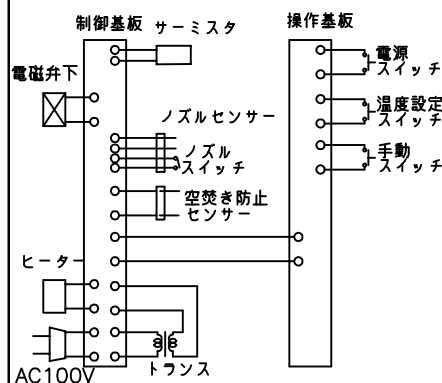 制御基板
サーミスタ
操作基板
電磁弁下
電源
スイッチ
温度設定
スイッチ
ノズルセンサー
ノズル
スイッチ
手動
スイッチ
空焚き防止
センサー
ヒーター
トランス
AC100V